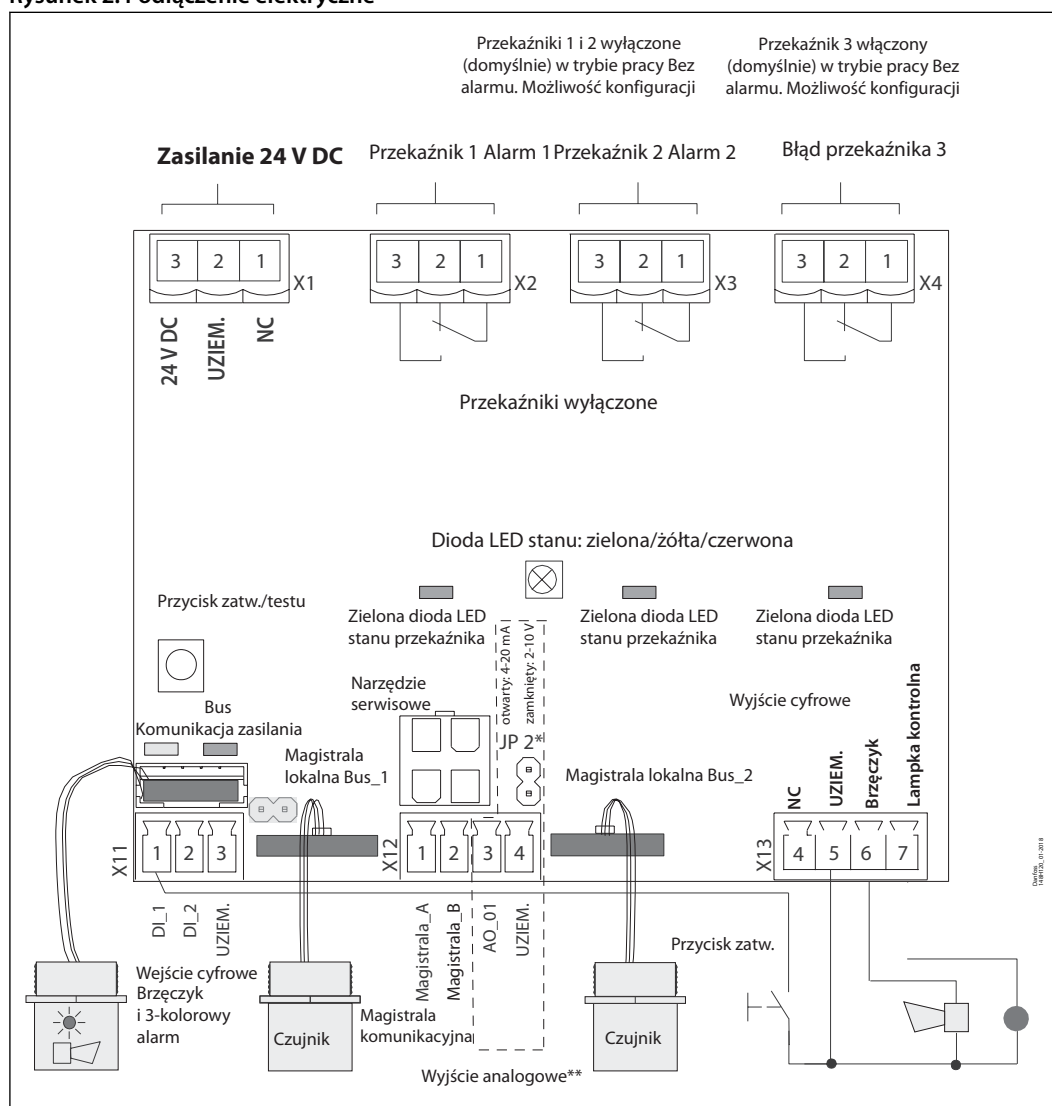 Rysunek 2: Podłączenie elektryczne
Przekaźniki 1 i 2 wyłączone
(domyślnie) w trybie pracy Bez
alarmu. Możliwość konfiguracji
Przekaźnik 3 włączony
(domyślnie) w trybie pracy Bez
alarmu. Możliwość konfiguracji
Zasilanie 24 V DC
Przekaźnik 1 Alarm 1
Przekaźnik 2 Alarm 2
Błąd przekaźnika 3
3 2 1
X1
3 2 1
X2
3 2 1
X3
3 2 1
X4
24 V DC
UZIEM.
NC
Przekaźniki wyłączone
Dioda LED stanu: zielona/żółta/czerwona
Przycisk zatw./testu
Zielona dioda LED
stanu przekaźnika
Zielona dioda LED
stanu przekaźnika
Zielona dioda LED
stanu przekaźnika
otwarty: 4-20 mA
zamknięty: 2-10 V
Narzędzie
serwisowe
Wyjście cyfrowe
Bus
Komunikacja zasilania
JP 2*
Magistrala
lokalna Bus_1
Magistrala lokalna Bus_2
NC
UZIEM.
Brzęczyk
Lampka kontrolna
X11
1 2 3
X12
1 2 3 4
X13
4 5 6 7
Danfoss
148H120_01-2018
DI_1
DI_2
UZIEM.
Magistrala_A
Magistrala_B
AO_01
UZIEM.
Przycisk zatw.
Wejście cyfrowe
Brzęczyk
i 3-kolorowy
alarm
Czujnik
Magistrala
komunikacyjna
Czujnik
Wyjście analogowe**